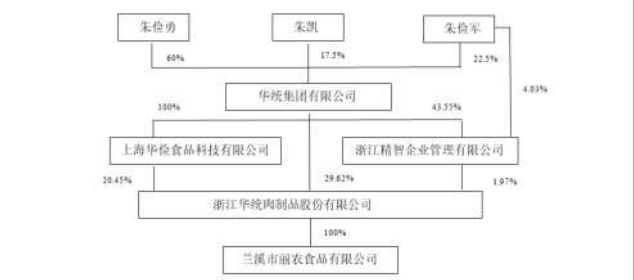 朱俭勇 朱凯 朱俭军
60% 17.5% 22.5%
4.03%
华统集团有限公司
100% 43.55%
上海华俭食品科技有限公司 浙江精智企业管理有限公司
20.45% 29.62% 1.97%
浙江华统肉制品股份有限公司
100%
兰溪市丽农食品有限公司